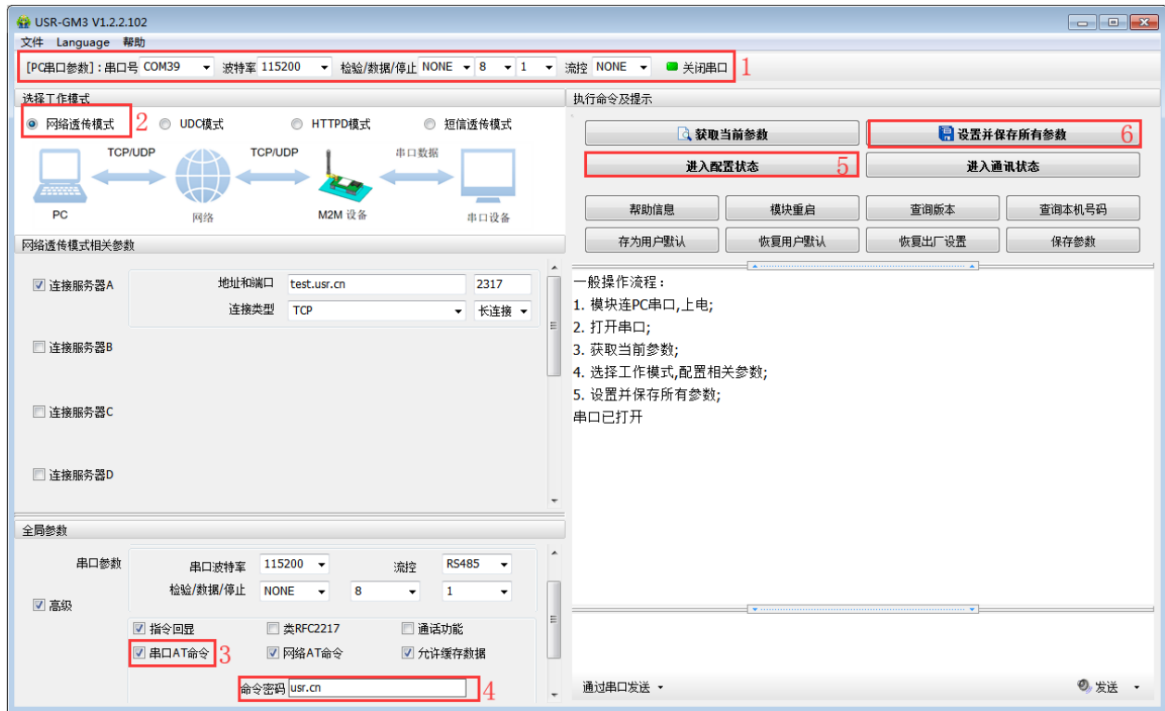 USR-GM3 V1.2.2.102
文件 Language 帮助
[PC串口参数]：串口号 COM39 波特率 115200 检验/数据/停止 NONE 8 1 流控 NONE 关闭串口 1
选择工作模式
网络透传模式 2 UDC模式 HTTPD模式 短信透传模式
TCP/UDP TCP/UDP 串口数据
PC 网络 M2M 设备 串口设备
网络透传模式相关参数
连接服务器A 地址和端口 test.usr.cn 2317
连接类型 TCP 长连接
连接服务器B
连接服务器C
连接服务器D
全局参数
串口参数 串口波特率 115200 流控 RS485
检验/数据/停止 NONE 8 1
高级
指令回显 类RFC2217 通话功能
串口AT命令 3 网络AT命令 允许缓存数据
命令密码 usr.cn 4
执行命令及提示
获取当前参数 设置并保存所有参数 6
进入配置状态 5 进入通讯状态
帮助信息 模块重启 查询版本 查询本机号码
存为用户默认 恢复用户默认 恢复出厂设置 保存参数
一般操作流程：
1. 模块连PC串口,上电;
2. 打开串口;
3. 获取当前参数;
4. 选择工作模式,配置相关参数;
5. 设置并保存所有参数;
串口已打开
通过串口发送 发送